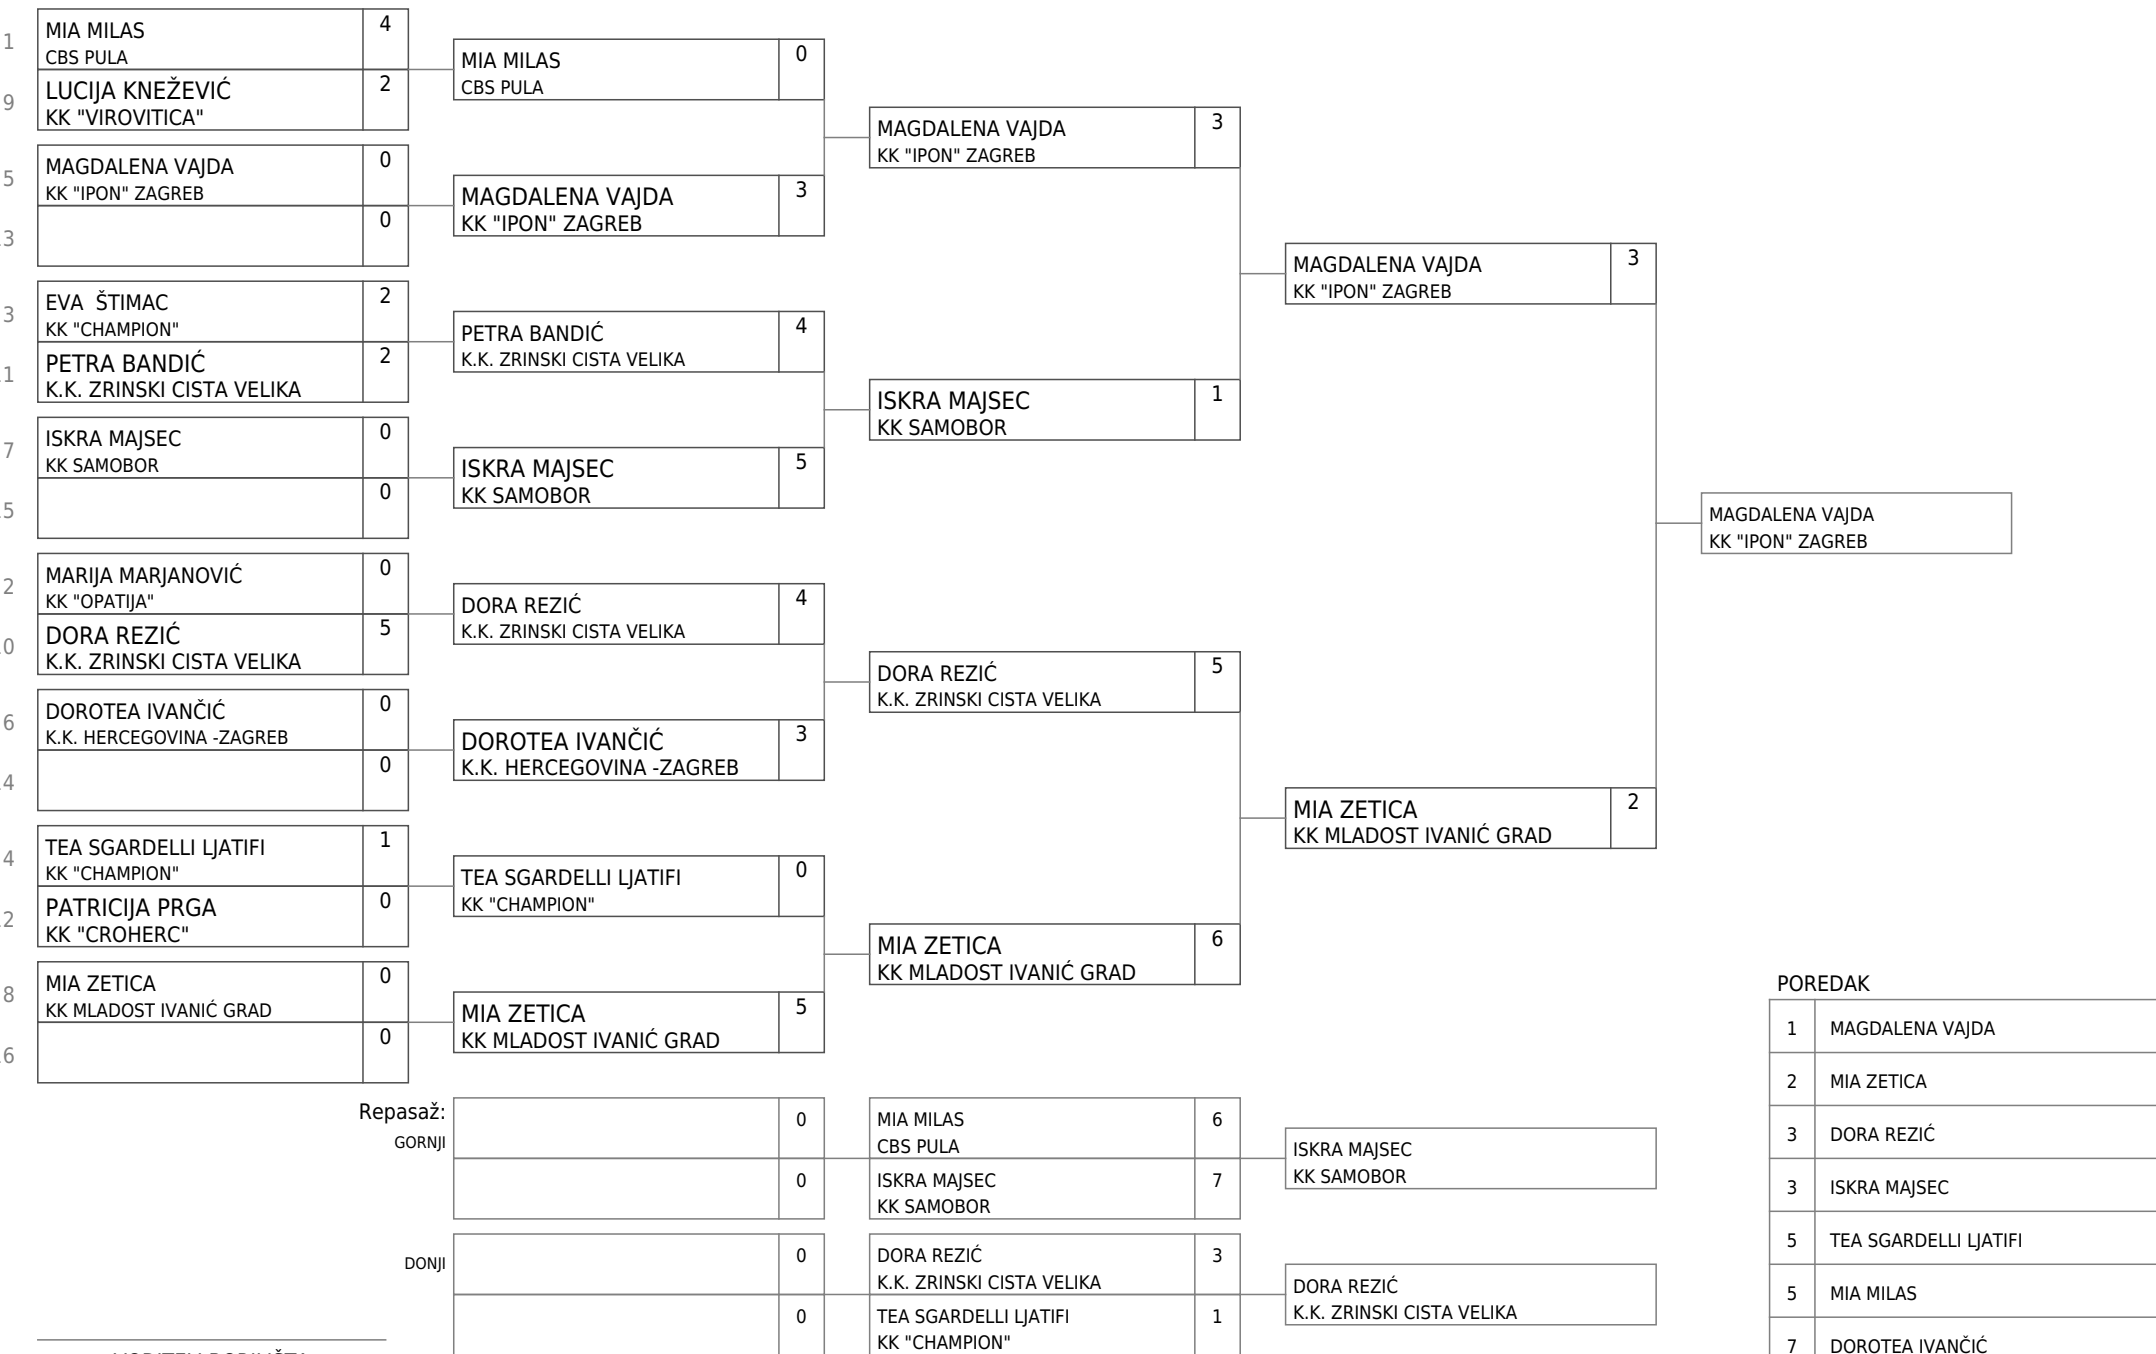 1
MIA MILAS
CBS PULA
4
9
LUCIJA KNEŽEVIĆ
KK "VIROVITICA"
2
5
MAGDALENA VAJDA
KK "IPON" ZAGREB
0
3
0
3
EVA  ŠTIMAC
KK "CHAMPION"
2
1
PETRA BANDIĆ
K.K. ZRINSKI CISTA VELIKA
2
7
ISKRA MAJSEC
KK SAMOBOR
0
5
0
2
MARIJA MARJANOVIĆ
KK "OPATIJA"
0
0
DORA REZIĆ
K.K. ZRINSKI CISTA VELIKA
5
6
DOROTEA IVANČIĆ
K.K. HERCEGOVINA -ZAGREB
0
4
0
4
TEA SGARDELLI LJATIFI
KK "CHAMPION"
1
2
PATRICIJA PRGA
KK "CROHERC"
0
8
MIA ZETICA
KK MLADOST IVANIĆ GRAD
0
6
0
MIA MILAS
CBS PULA
0
MAGDALENA VAJDA
KK "IPON" ZAGREB
3
PETRA BANDIĆ
K.K. ZRINSKI CISTA VELIKA
4
ISKRA MAJSEC
KK SAMOBOR
5
DORA REZIĆ
K.K. ZRINSKI CISTA VELIKA
4
DOROTEA IVANČIĆ
K.K. HERCEGOVINA -ZAGREB
3
TEA SGARDELLI LJATIFI
KK "CHAMPION"
0
MIA ZETICA
KK MLADOST IVANIĆ GRAD
5
MAGDALENA VAJDA
KK "IPON" ZAGREB
3
ISKRA MAJSEC
KK SAMOBOR
1
DORA REZIĆ
K.K. ZRINSKI CISTA VELIKA
5
MIA ZETICA
KK MLADOST IVANIĆ GRAD
6
MAGDALENA VAJDA
KK "IPON" ZAGREB
3
MIA ZETICA
KK MLADOST IVANIĆ GRAD
2
MAGDALENA VAJDA
KK "IPON" ZAGREB
Repasaž:
GORNJI
0
0
MIA MILAS
CBS PULA
6
ISKRA MAJSEC
KK SAMOBOR
7
ISKRA MAJSEC
KK SAMOBOR
DONJI
0
0
DORA REZIĆ
K.K. ZRINSKI CISTA VELIKA
3
TEA SGARDELLI LJATIFI
KK "CHAMPION"
1
DORA REZIĆ
K.K. ZRINSKI CISTA VELIKA
POREDAK
1 MAGDALENA VAJDA
2 MIA ZETICA
3 DORA REZIĆ
3 ISKRA MAJSEC
5 TEA SGARDELLI LJATIFI
5 MIA MILAS
7 DOROTEA IVANČIĆ